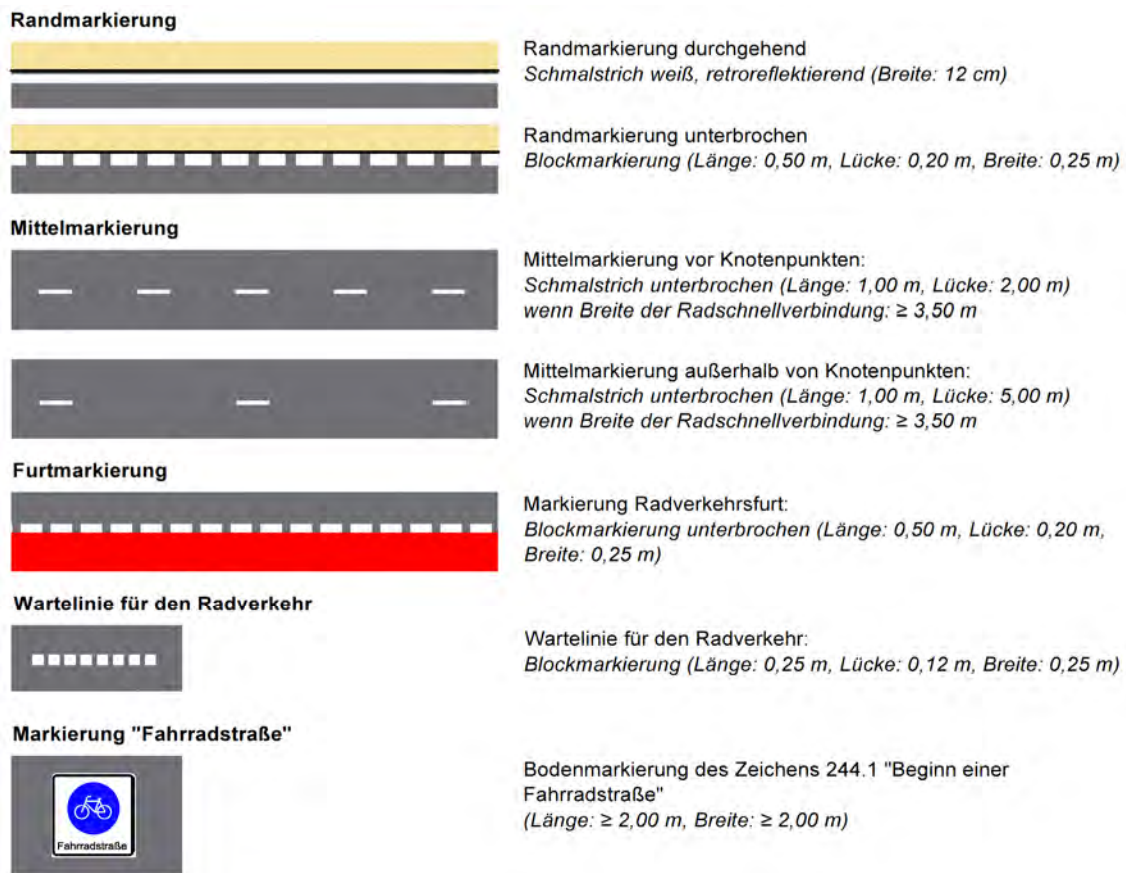 Randmarkierung
Randmarkierung durchgehend
Schmalstrich weiß, retroreflektierend (Breite: 12 cm)
Randmarkierung unterbrochen
Blockmarkierung (Länge: 0,50 m, Lücke: 0,20 m, Breite: 0,25 m)
Mittelmarkierung
Mittelmarkierung vor Knotenpunkten:
Schmalstrich unterbrochen (Länge: 1,00 m, Lücke: 2,00 m)
wenn Breite der Radschnellverbindung: ≥ 3,50 m
Mittelmarkierung außerhalb von Knotenpunkten:
Schmalstrich unterbrochen (Länge: 1,00 m, Lücke: 5,00 m)
wenn Breite der Radschnellverbindung: ≥ 3,50 m
Furtmarkierung
Markierung Radverkehrsfurt:
Blockmarkierung unterbrochen (Länge: 0,50 m, Lücke: 0,20 m,
Breite: 0,25 m)
Wartelinie für den Radverkehr
Wartelinie für den Radverkehr:
Blockmarkierung (Länge: 0,25 m, Lücke: 0,12 m, Breite: 0,25 m)
Markierung "Fahrradstraße"
Fahrradstraße
Bodenmarkierung des Zeichens 244.1 "Beginn einer
Fahrradstraße"
(Länge: ≥ 2,00 m, Breite: ≥ 2,00 m)